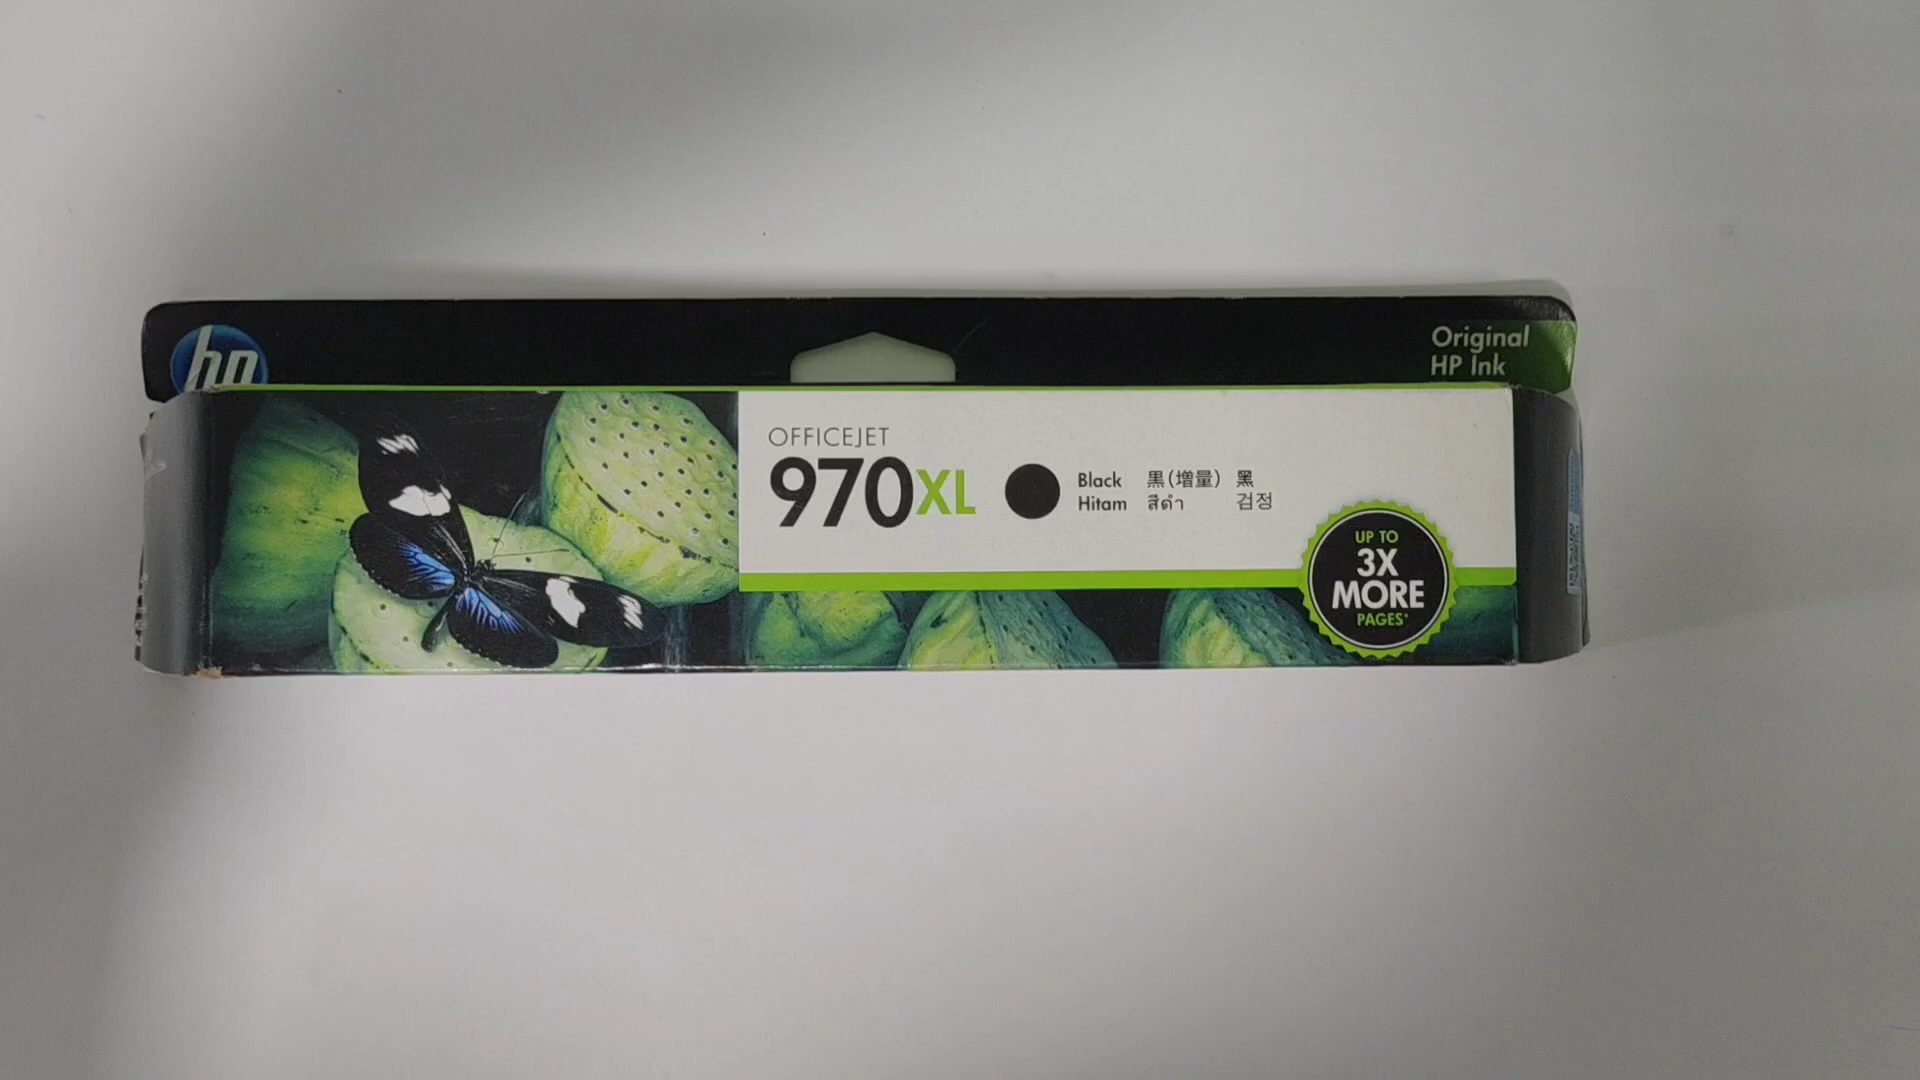 hp
Original
HP Ink
OFFICEJET
970XL
Black 黒(増量) 黑
Hitam สีดำ 검정
UP TO
3X
MORE
PAGES*